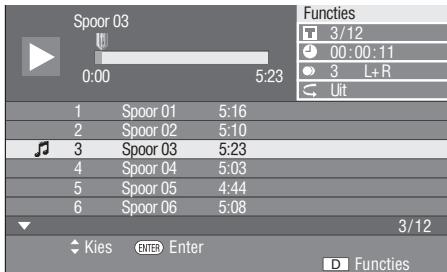 Spoor 03
0:00 5:23
Functies
T 3/12
00:00:11
3 L+R
Uit
1 Spoor 01 5:16
2 Spoor 02 5:10
3 Spoor 03 5:23
4 Spoor 04 5:03
5 Spoor 05 4:44
6 Spoor 06 5:08
3/12
Kies ENTER Enter
D Functies